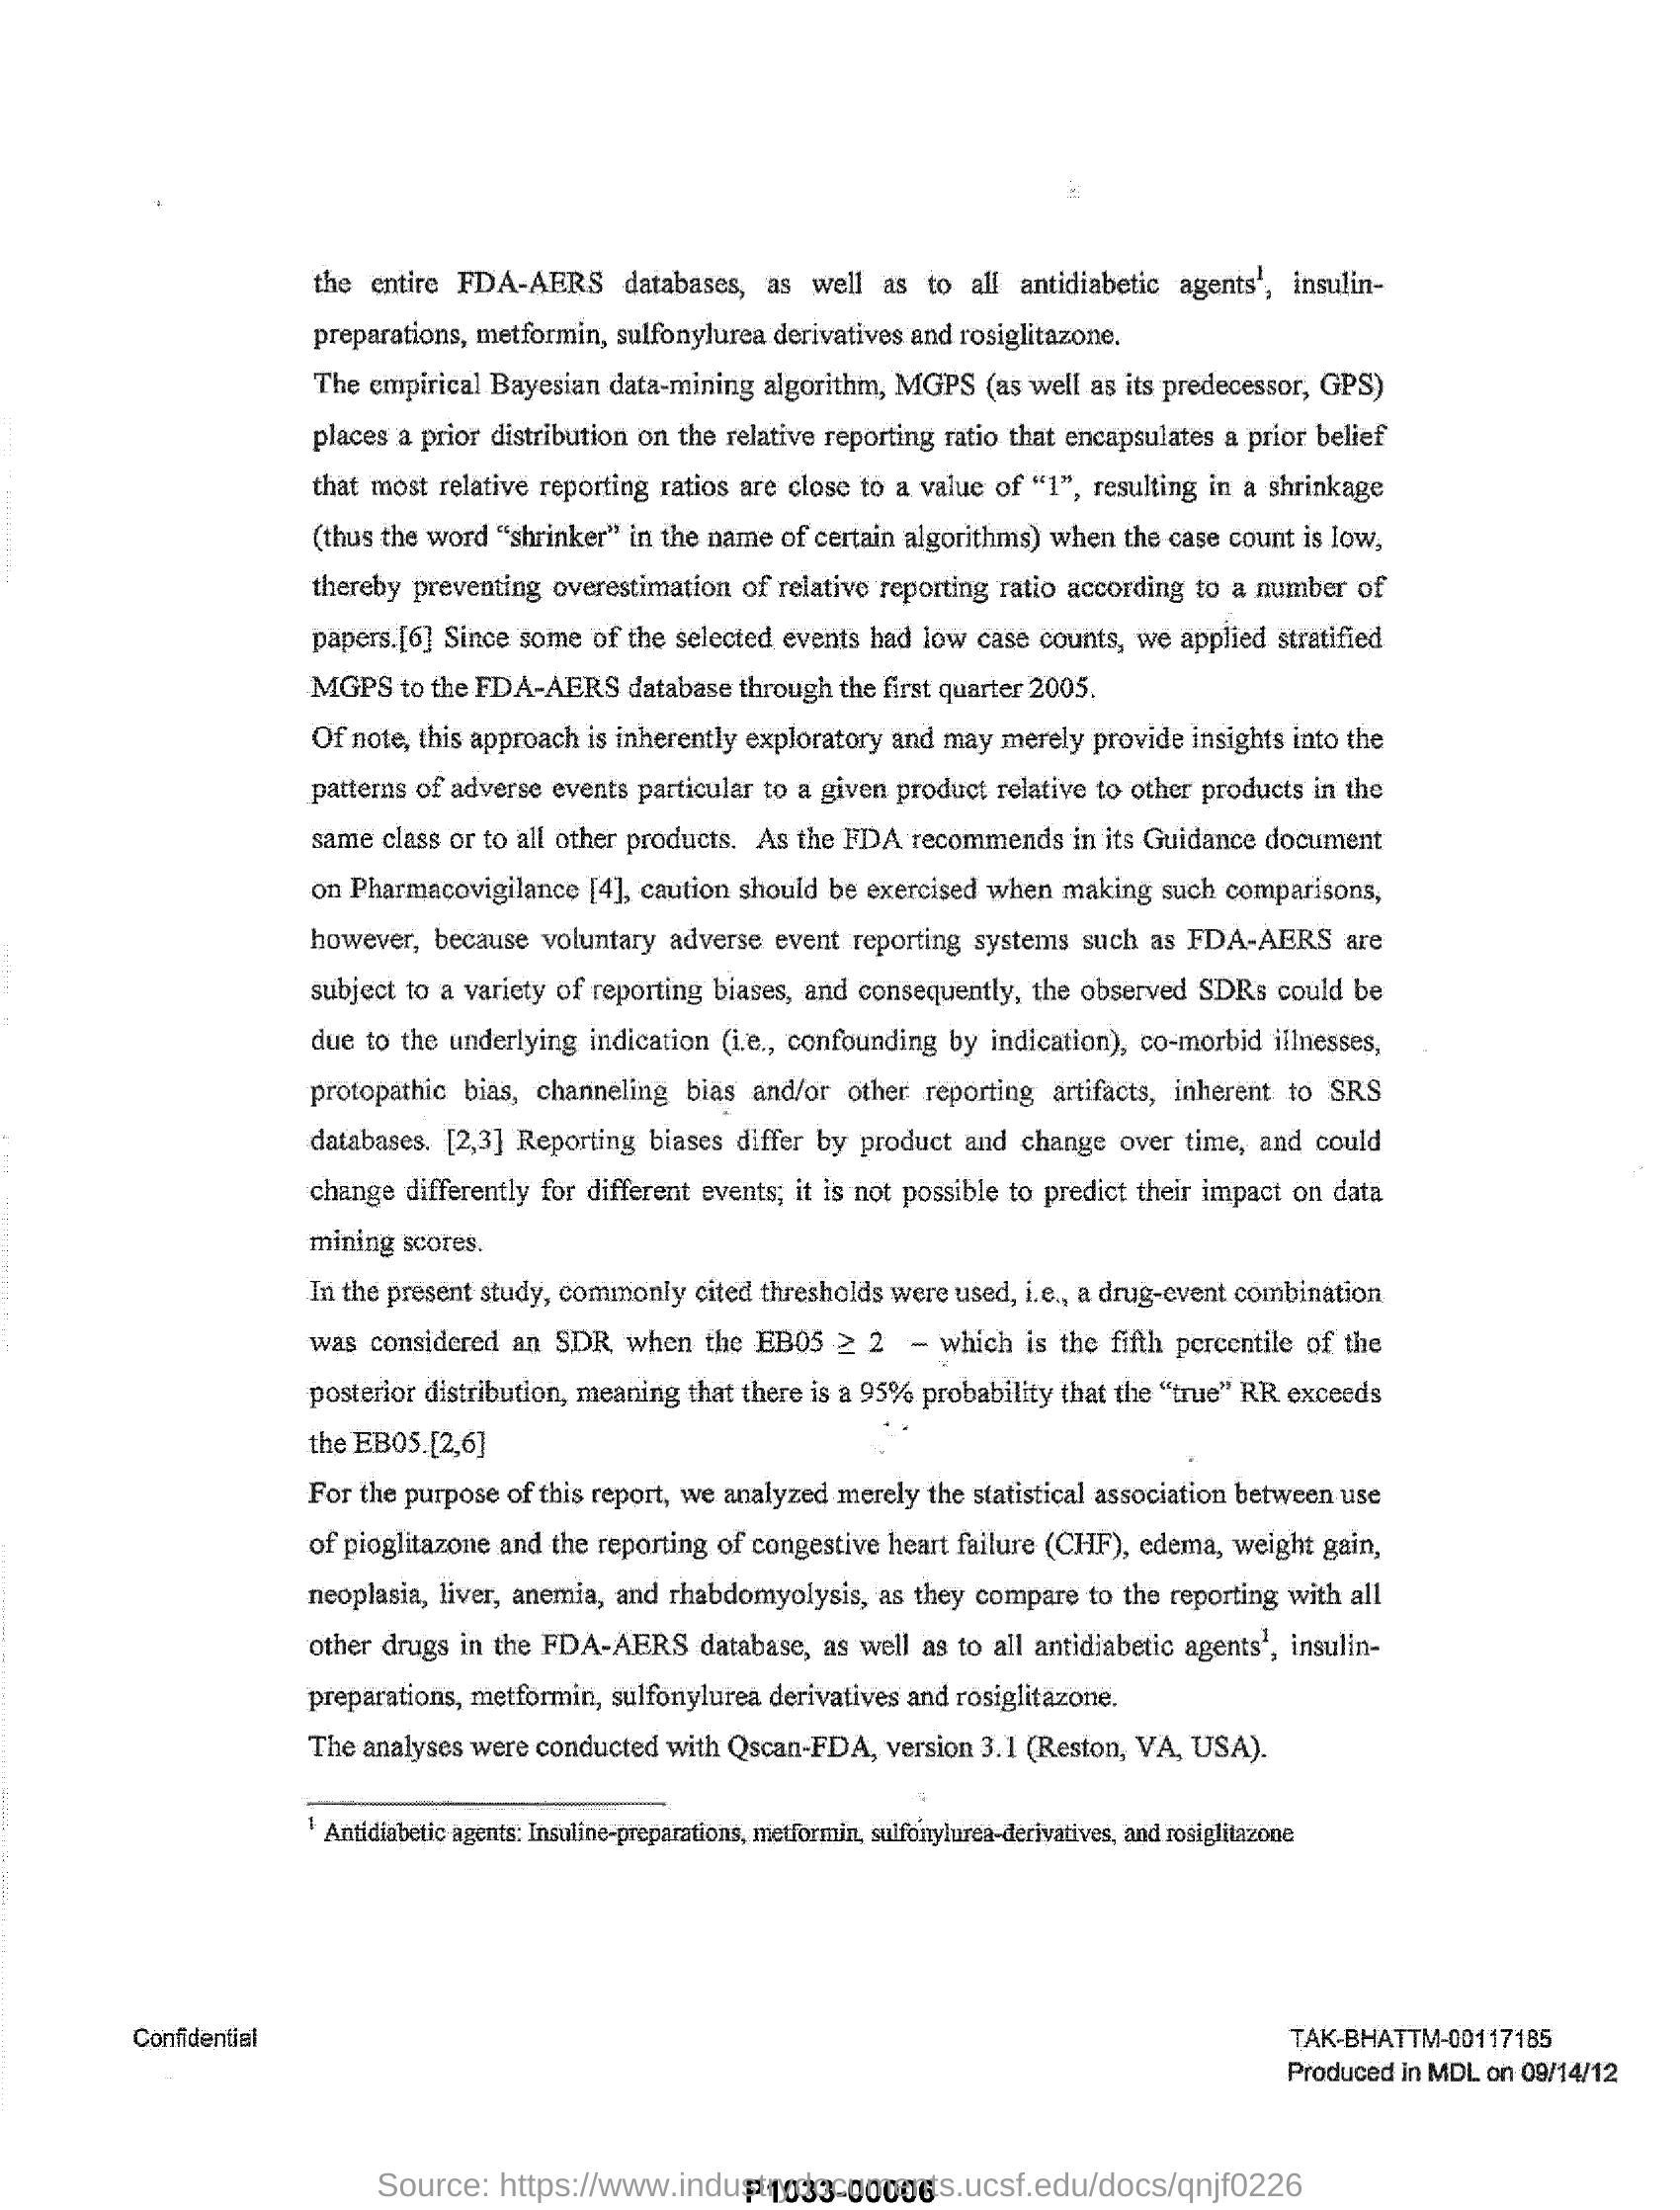 the entire FDA-AERS databases, as well as to all antidiabetic agents¹, insulin-
preparations, metformin, sulfonylurea derivatives and rosiglitazone.
The empirical Bayesian data-mining algorithm, MGPS (as well as its predecessor, GPS)
places a prior distribution on the relative reporting ratio that encapsulates a prior belief
that most relative reporting ratios are close to a value of “1”, resulting in a shrinkage
(thus the word “shrinker” in the name of certain algorithms) when the case count is low,
thereby preventing overestimation of relative reporting ratio according to a number of
papers.[6] Since some of the selected events had low case counts, we applied stratified
MGPS to the FDA-AERS database through the first quarter 2005.
Of note, this approach is inherently exploratory and may merely provide insights into the
patterns of adverse events particular to a given product relative to other products in the
same class or to all other products. As the FDA recommends in its Guidance document
on Pharmacovigilance [4], caution should be exercised when making such comparisons,
however, because voluntary adverse event reporting systems such as FDA-AERS are
subject to a variety of reporting biases, and consequently, the observed SDRs could be
due to the underlying indication (i.e., confounding by indication), co-morbid illnesses,
protopathic bias, channeling bias and/or other reporting artifacts, inherent to SRS
databases. [2,3] Reporting biases differ by product and change over time, and could
change differently for different events; it is not possible to predict their impact on data
mining scores.
In the present study, commonly cited thresholds were used, i.e., a drug-event combination
was considered an SDR when the EB05 ≥ 2 – which is the fifth percentile of the
posterior distribution, meaning that there is a 95% probability that the “true” RR exceeds
the EB05.[2,6]
For the purpose of this report, we analyzed merely the statistical association between use
of pioglitazone and the reporting of congestive heart failure (CHF), edema, weight gain,
neoplasia, liver, anemia, and rhabdomyolysis, as they compare to the reporting with all
other drugs in the FDA-AERS database, as well as to all antidiabetic agents¹, insulin-
preparations, metformin, sulfonylurea derivatives and rosiglitazone.
The analyses were conducted with Qscan-FDA, version 3.1 (Reston, VA, USA).
¹ Antidiabetic agents: Insuline-preparations, metformin, sulfonylurea-derivatives, and rosiglitazone
Confidential
TAK-BHATTM-00117185
Produced in MDL on 09/14/12
Source: https://www.industrydocuments.ucsf.edu/docs/qnjf0226
P1033-00006